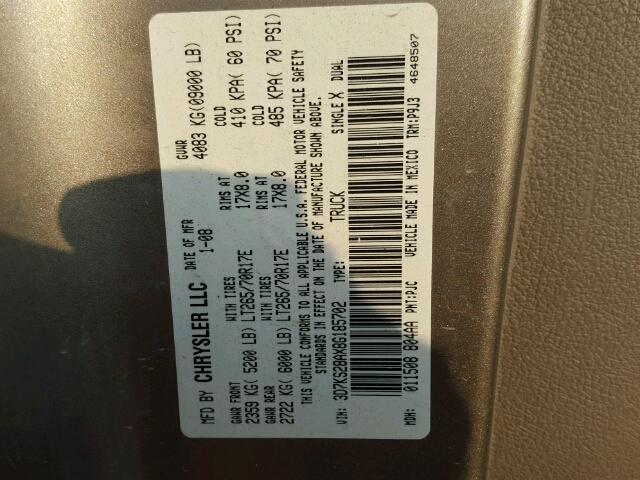 MFD BY CHRYSLER LLC DATE OF MFR GVWR
1-08 4083 KG(09000 LB)
GAWR FRONT WITH TIRES RIMS AT COLD
2359 KG( 5200 LB) LT265/70R17E 17X8.0 410 KPA( 60 PSI)
GAWR REAR WITH TIRES RIMS AT COLD
2722 KG( 6000 LB) LT265/70R17E 17X8.0 485 KPA( 70 PSI)
THIS VEHICLE CONFORMS TO ALL APPLICABLE U.S.A. FEDERAL MOTOR VEHICLE SAFETY
STANDARDS IN EFFECT ON THE DATE OF MANUFACTURE SHOWN ABOVE.
VIN: 3D7KS28AX8G185702 TYPE: TRUCK SINGLE X DUAL
MDH: 011508 804AA PNT:PJC VEHICLE MADE IN MEXICO TRM:P9J3 4648507